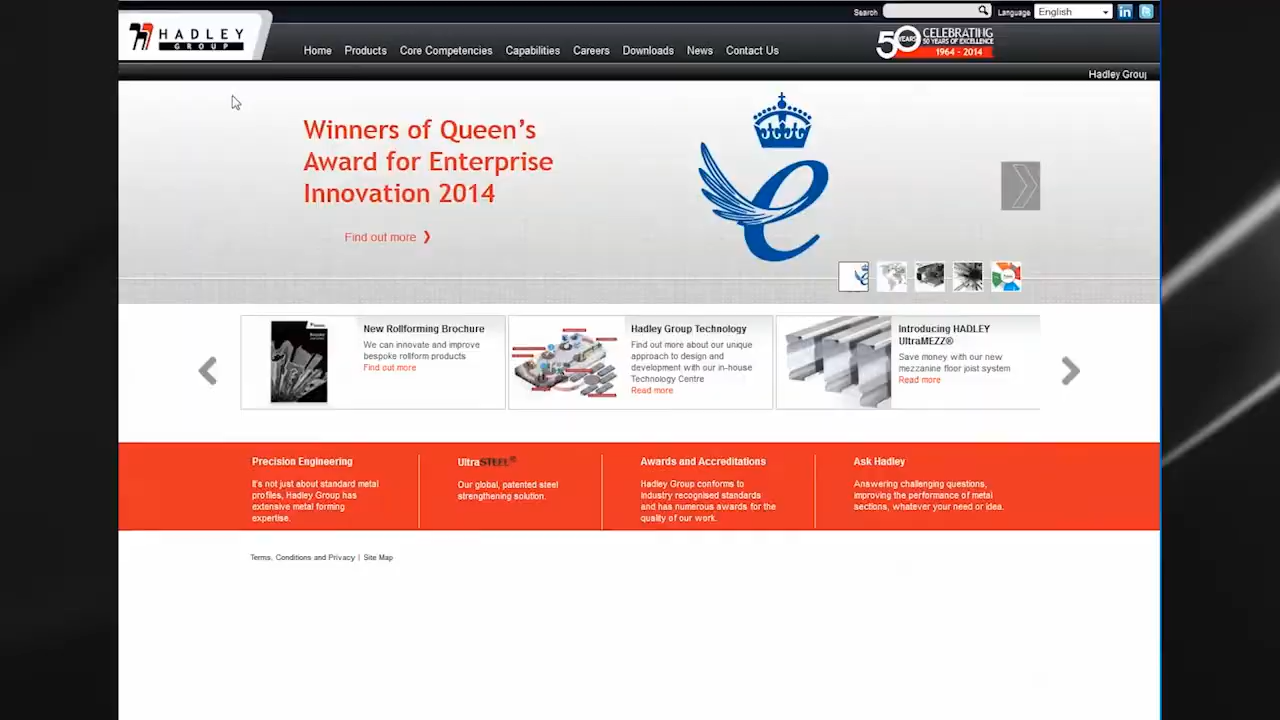 HADLEY
GROUP
Search
Language
English
Home Products Core Competencies Capabilities Careers Downloads News Contact Us
50 YEARS
CELEBRATING
50 YEARS OF EXCELLENCE
1964 - 2014
Hadley Group
Winners of Queen's
Award for Enterprise
Innovation 2014
Find out more
New Rollforming Brochure
We can innovate and improve
bespoke rollform products
Find out more
Hadley Group Technology
Find out more about our unique
approach to design and
development with our in-house
Technology Centre
Read more
Introducing HADLEY
UltraMEZZ®
Save money with our new
mezzanine floor joist system
Read more
Precision Engineering
It's not just about standard metal
profiles, Hadley Group has
extensive metal forming
expertise.
UltraSTEEL®
Our global, patented steel
strengthening solution.
Awards and Accreditations
Hadley Group conforms to
industry recognised standards
and has numerous awards for the
quality of our work.
Ask Hadley
Answering challenging questions,
improving the performance of metal
sections, whatever your need or idea.
Terms, Conditions and Privacy | Site Map